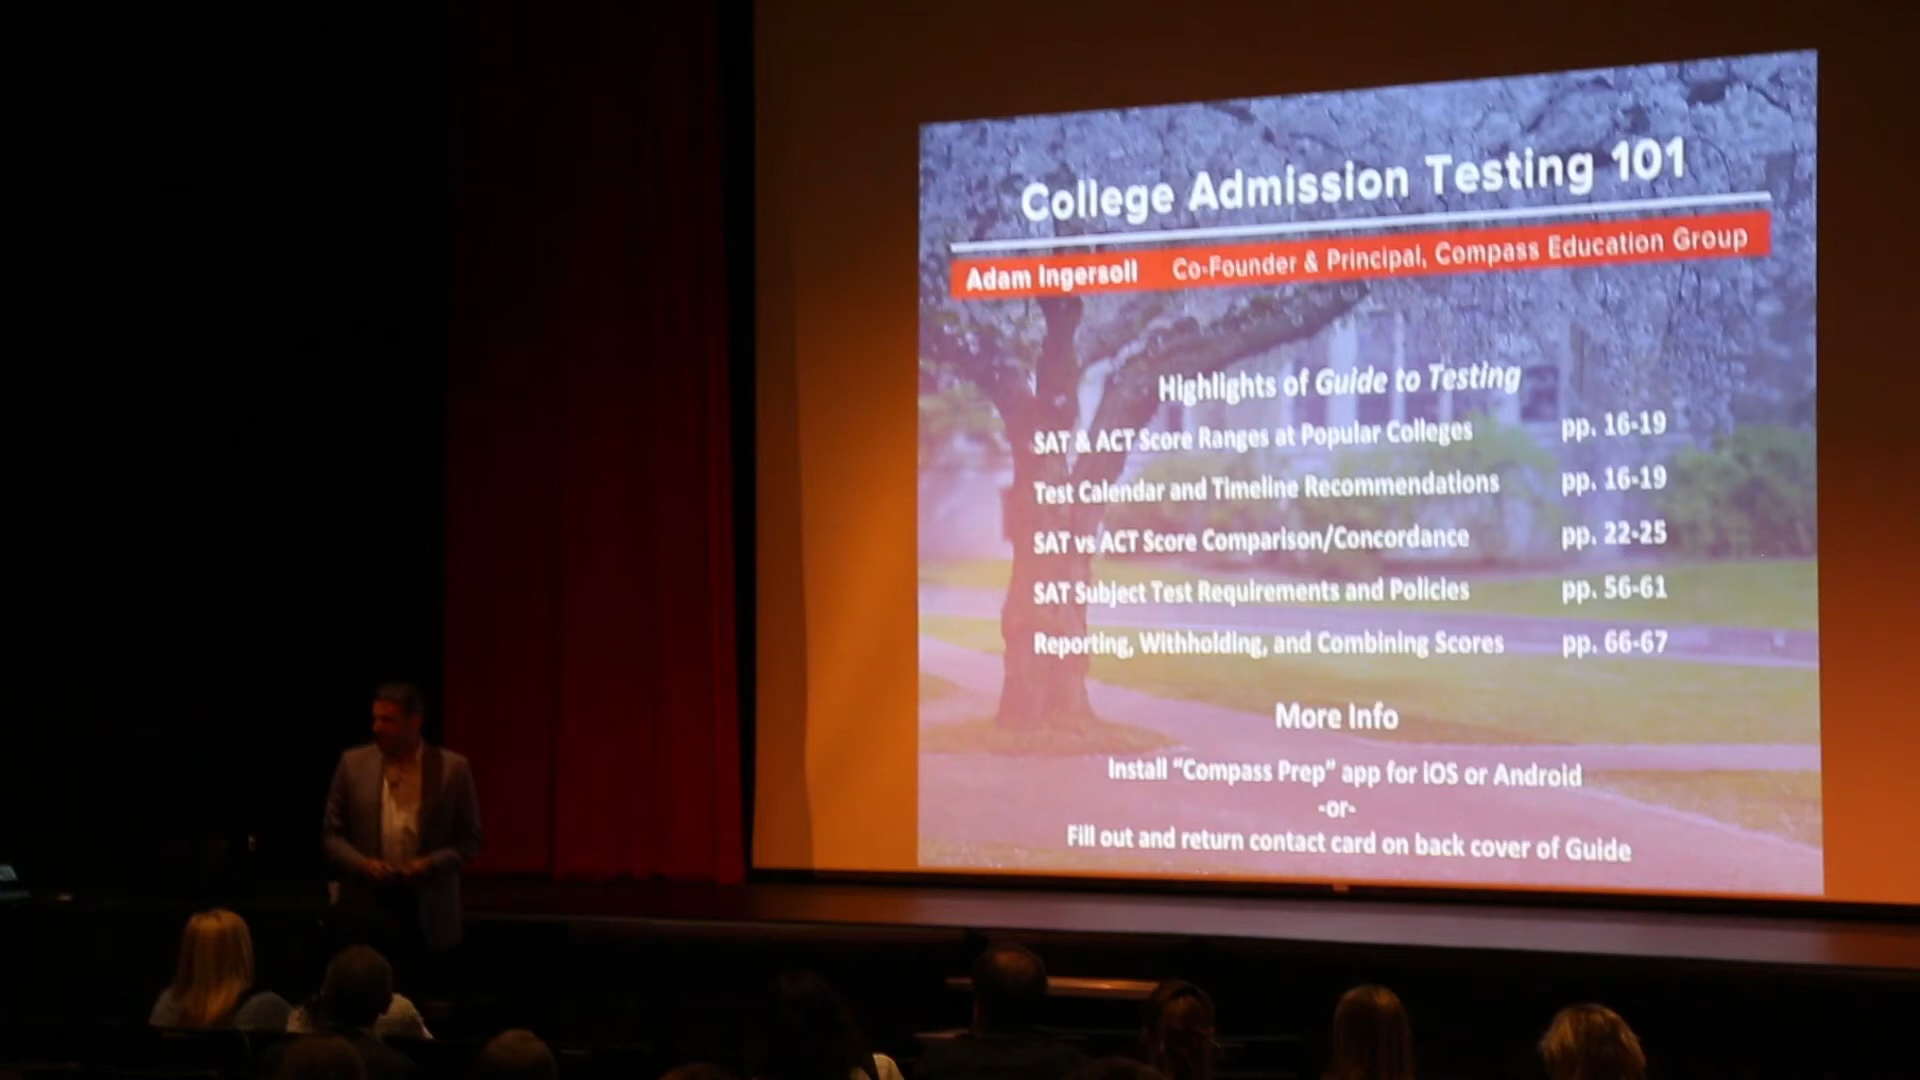 College Admission Testing 101
Adam Ingersoll Co-Founder & Principal, Compass Education Group
Highlights of Guide to Testing
SAT & ACT Score Ranges at Popular Colleges pp. 16-19
Test Calendar and Timeline Recommendations pp. 16-19
SAT vs ACT Score Comparison/Concordance pp. 22-25
SAT Subject Test Requirements and Policies pp. 56-61
Reporting, Withholding, and Combining Scores pp. 66-67
More Info
Install “Compass Prep” app for iOS or Android
-or-
Fill out and return contact card on back cover of Guide